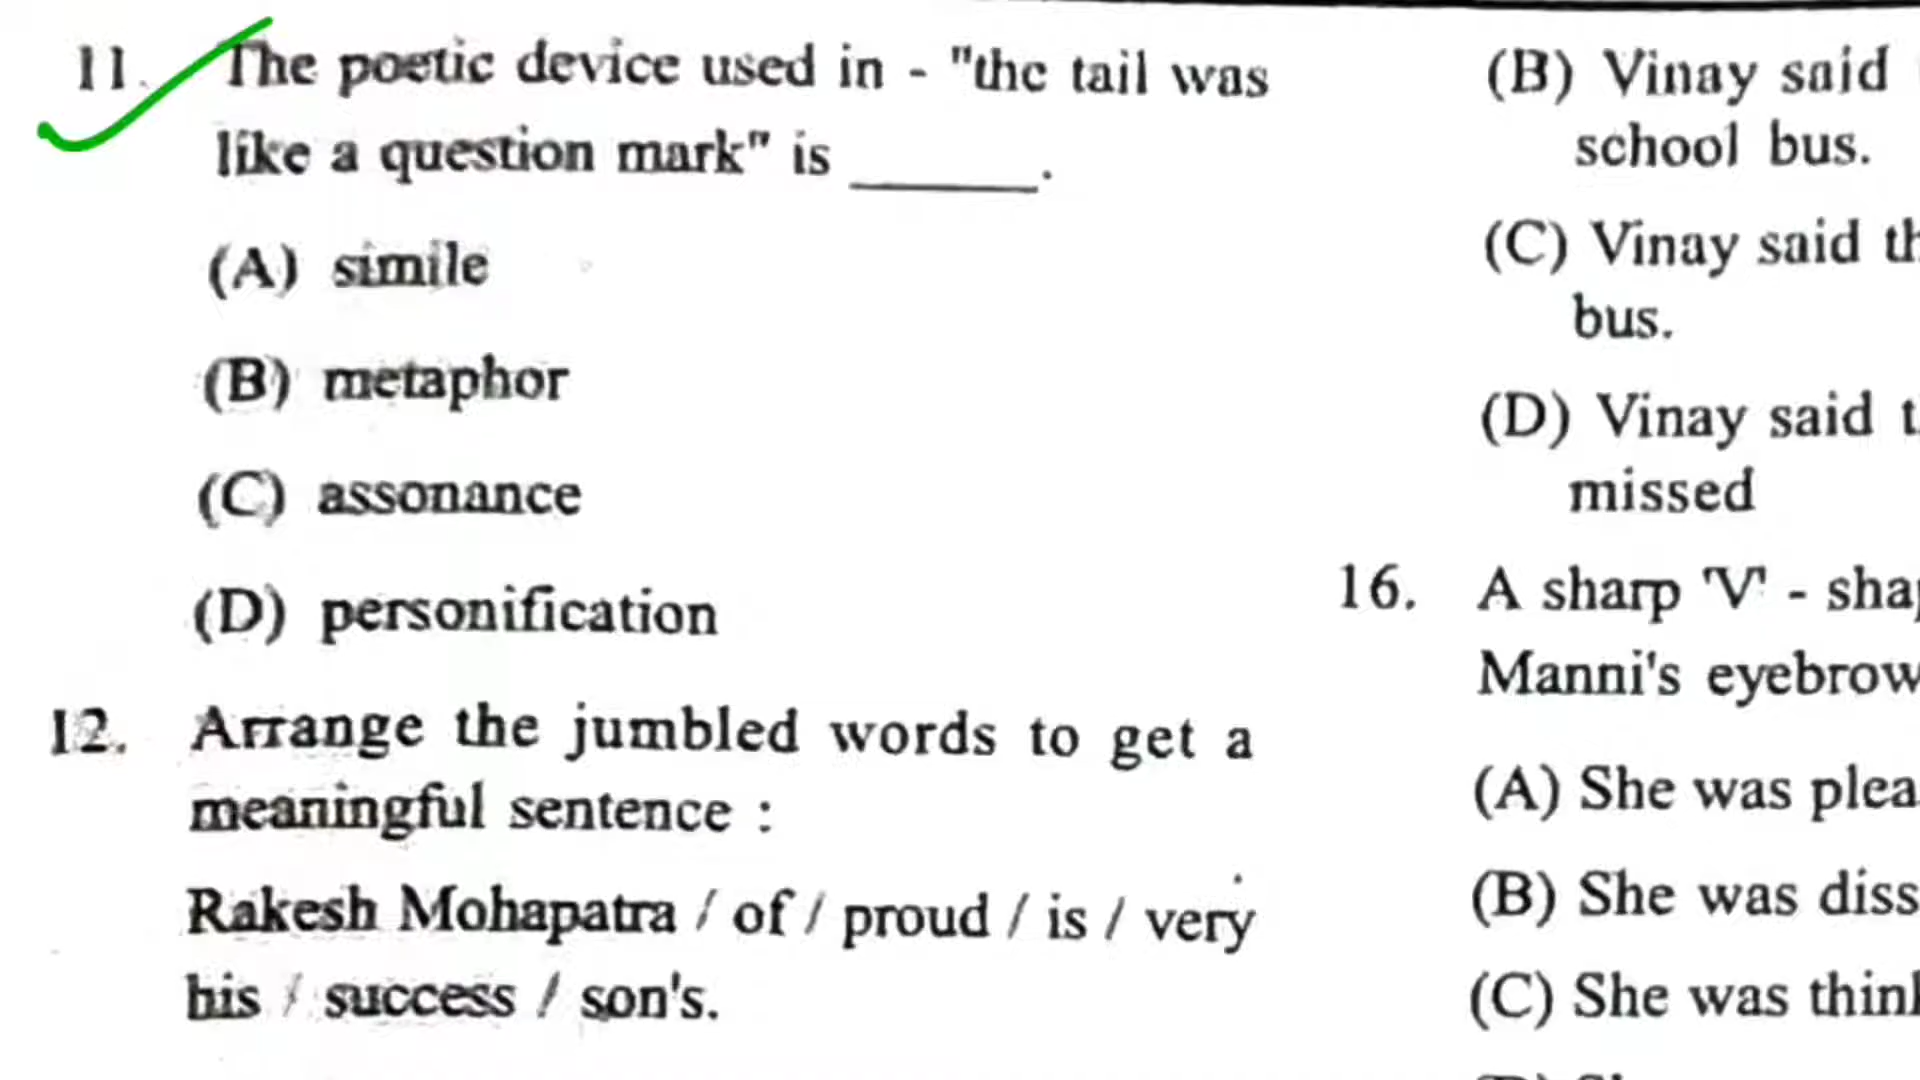 11. The poetic device used in - "the tail was
like a question mark" is ______.
(A) simile
(B) metaphor
(C) assonance
(D) personification
12. Arrange the jumbled words to get a
meaningful sentence :
Rakesh Mohapatra / of / proud / is / very
his / success / son's.
(B) Vinay said
school bus.
(C) Vinay said
bus.
(D) Vinay said
missed
16. A sharp 'V' -
Manni's
(A) She was
(B) She was
(C) She was